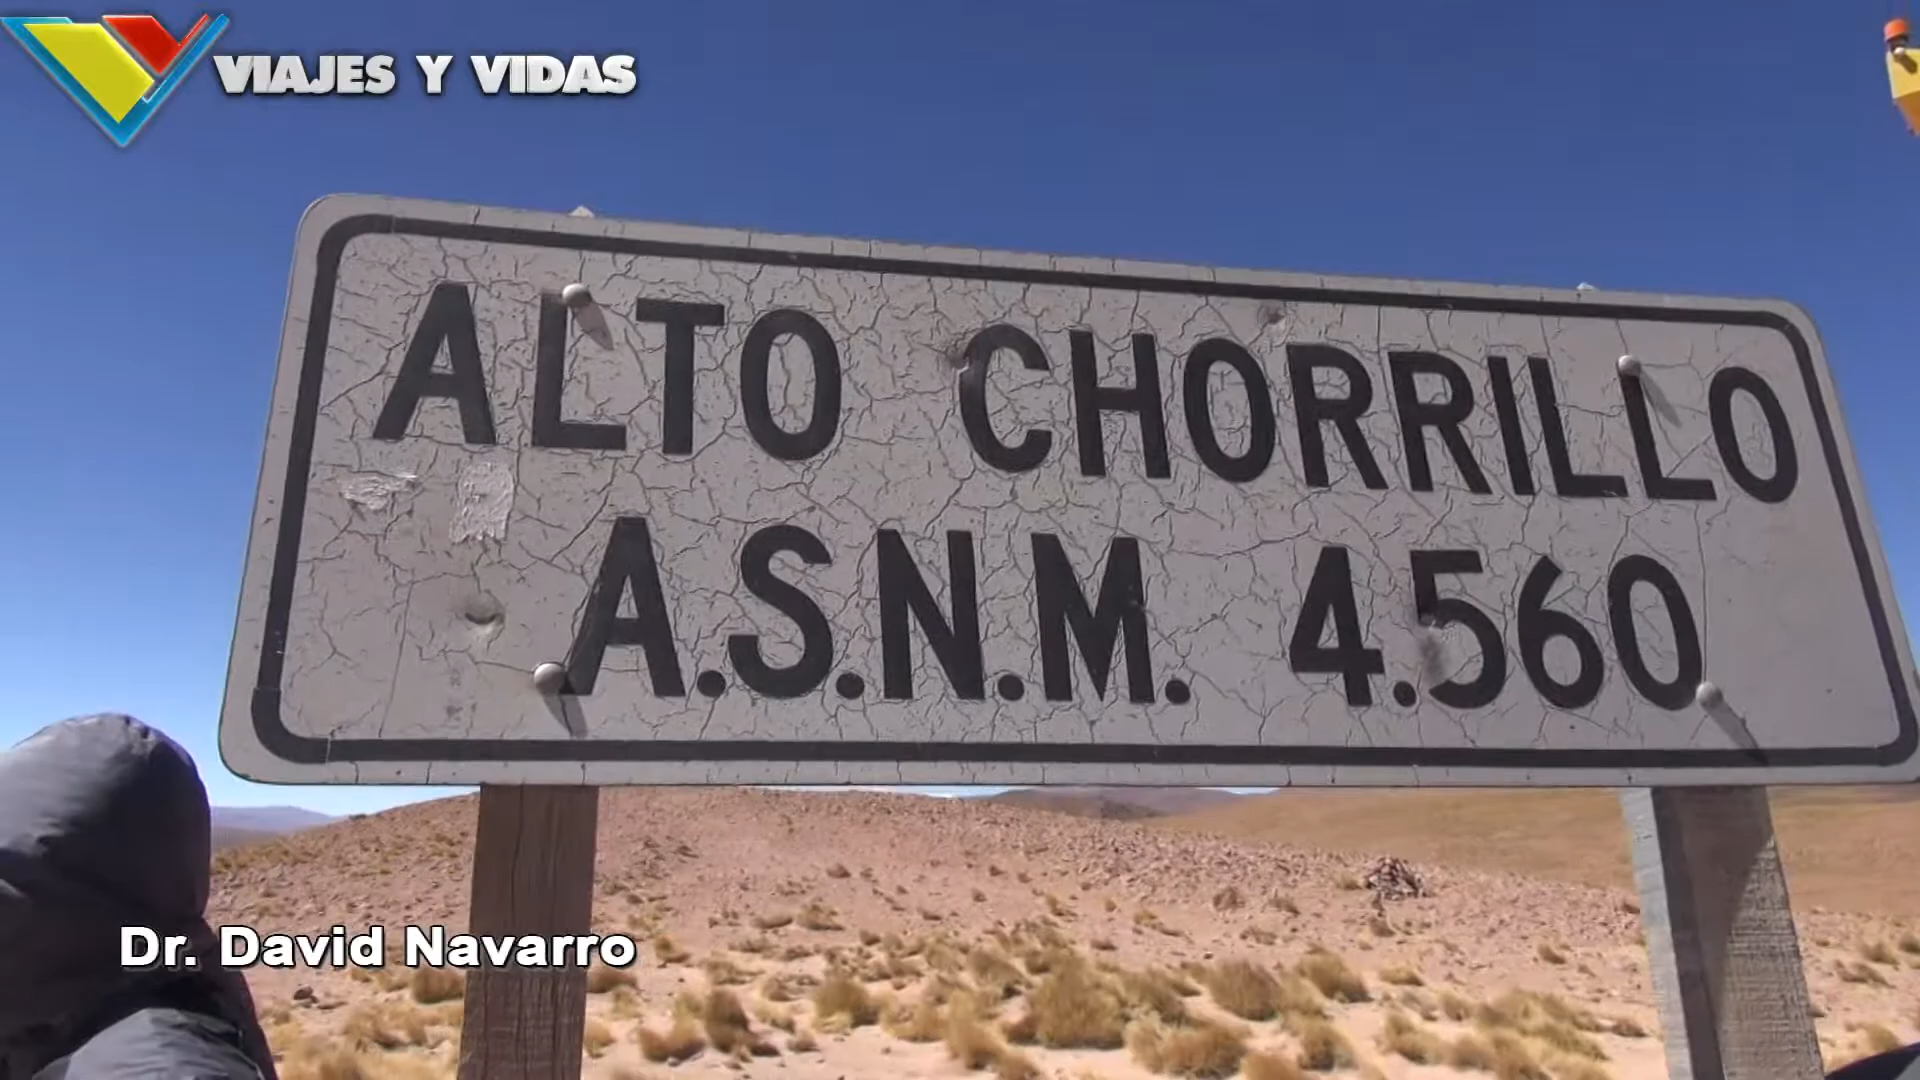 VIAJES Y VIDAS
ALTO CHORRILLO
A.S.N.M. 4.560
Dr. David Navarro